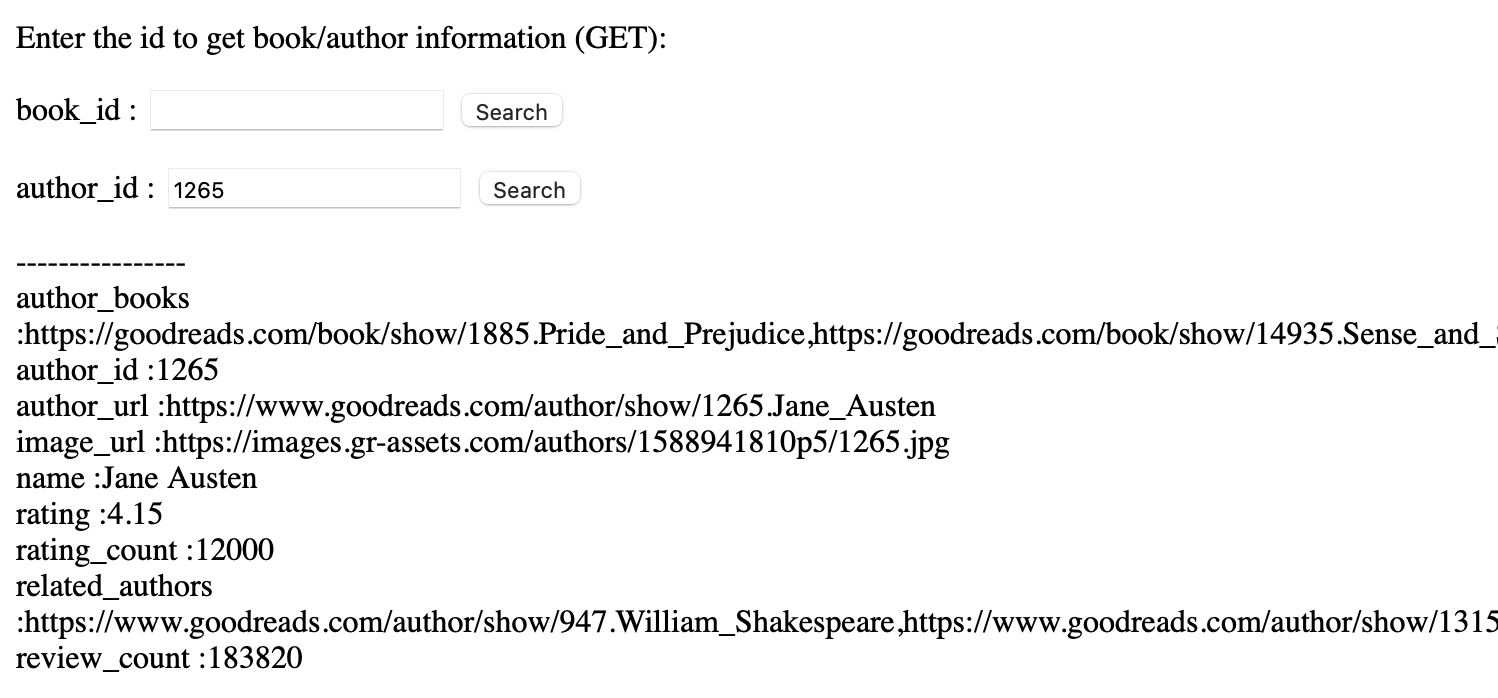 Enter the id to get book/author information (GET):
book_id : Search
author_id : 1265 Search
----------------
author_books
:https://goodreads.com/book/show/1885.Pride_and_Prejudice,https://goodreads.com/book/show/14935.Sense_and_
author_id :1265
author_url :https://www.goodreads.com/author/show/1265.Jane_Austen
image_url :https://images.gr-assets.com/authors/1588941810p5/1265.jpg
name :Jane Austen
rating :4.15
rating_count :12000
related_authors
:https://www.goodreads.com/author/show/947.William_Shakespeare,https://www.goodreads.com/author/show/1315
review_count :183820